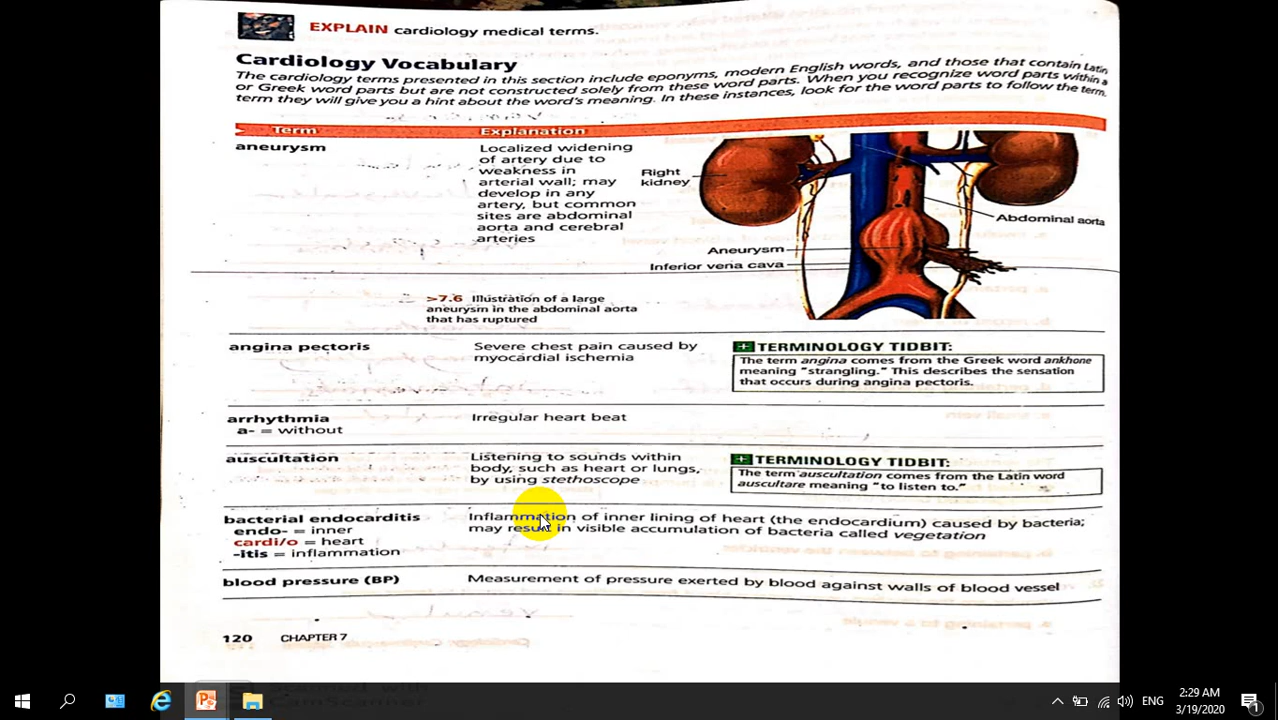 EXPLAIN cardiology medical terms.
Cardiology Vocabulary
The cardiology terms presented in this section include eponyms, modern English words, and those that contain Latin
or Greek word parts but are not constructed solely from these word parts. When you recognize word parts within a
term they will give you a hint about the word's meaning. In these instances, look for the word parts to follow the term.
Term Explanation
aneurysm
Localized widening
of artery due to
weakness in
arterial wall; may
develop in any
artery, but common
sites are abdominal
aorta and cerebral
arteries
Right
kidney
Abdominal aorta
Aneurysm
Inferior vena cava
>7.6 Illustration of a large
aneurysm in the abdominal aorta
that has ruptured
angina pectoris
Severe chest pain caused by
myocardial ischemia
+ TERMINOLOGY TIDBIT:
The term angina comes from the Greek word ankhone
meaning "strangling." This describes the sensation
that occurs during angina pectoris.
arrhythmia
a- = without
Irregular heart beat
auscultation
Listening to sounds within
body, such as heart or lungs,
by using stethoscope
+ TERMINOLOGY TIDBIT:
The term auscultation comes from the Latin word
auscultare meaning "to listen to."
bacterial endocarditis
endo- = inner
cardi/o = heart
-itis = inflammation
Inflammation of inner lining of heart (the endocardium) caused by bacteria;
may result in visible accumulation of bacteria called vegetation
blood pressure (BP)
Measurement of pressure exerted by blood against walls of blood vessel
120 CHAPTER 7
ENG
2:29 AM
3/19/2020
1